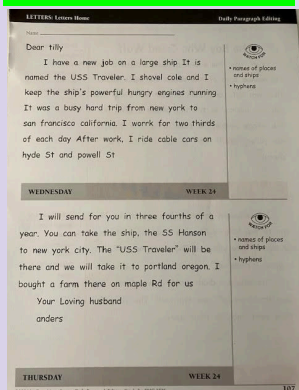 LETTERS: Letters Home
Daily Paragraph Editing
Name
Dear tilly
I have a new job on a large ship It is
named the USS Traveler. I shovel cole and I
keep the ship's powerful hungry engines running
It was a busy hard trip from new york to
san francisco california. I worrk for two thirds
of each day After work, I ride cable cars on
hyde St and powell St
WATCH FOR
• names of places
and ships
• hyphens
WEDNESDAY
WEEK 24
I will send for you in three fourths of a
year. You can take the ship, the SS Hanson
to new york city. The "USS Traveler" will be
there and we will take it to portland oregon. I
bought a farm there on maple Rd for us
Your Loving husband
anders
WATCH FOR
• names of places
and ships
• hyphens
THURSDAY
WEEK 24
107